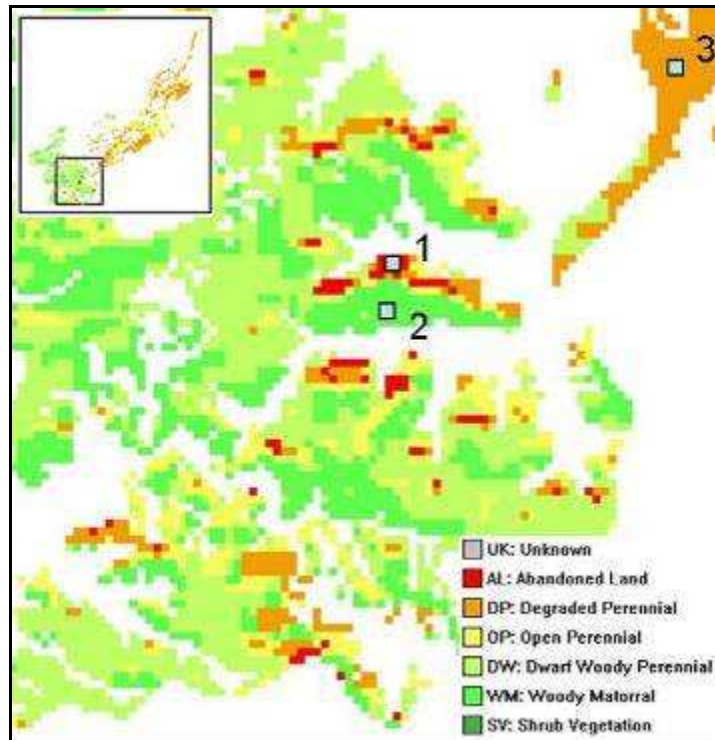 3
1
2
UK: Unknown
AL: Abandoned Land
DP: Degraded Perennial
OP: Open Perennial
DW: Dwarf Woody Perennial
WM: Woody Matorral
SV: Shrub Vegetation